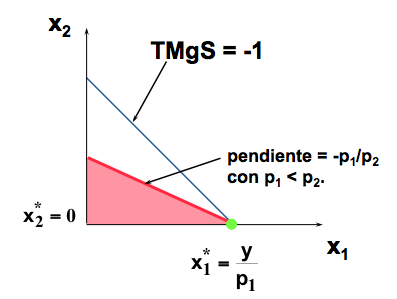 x₂
TMgS = -1
pendiente = -p₁/p₂
con p₁ < p₂.
x₂* = 0
x₁
x₁* = y/p₁